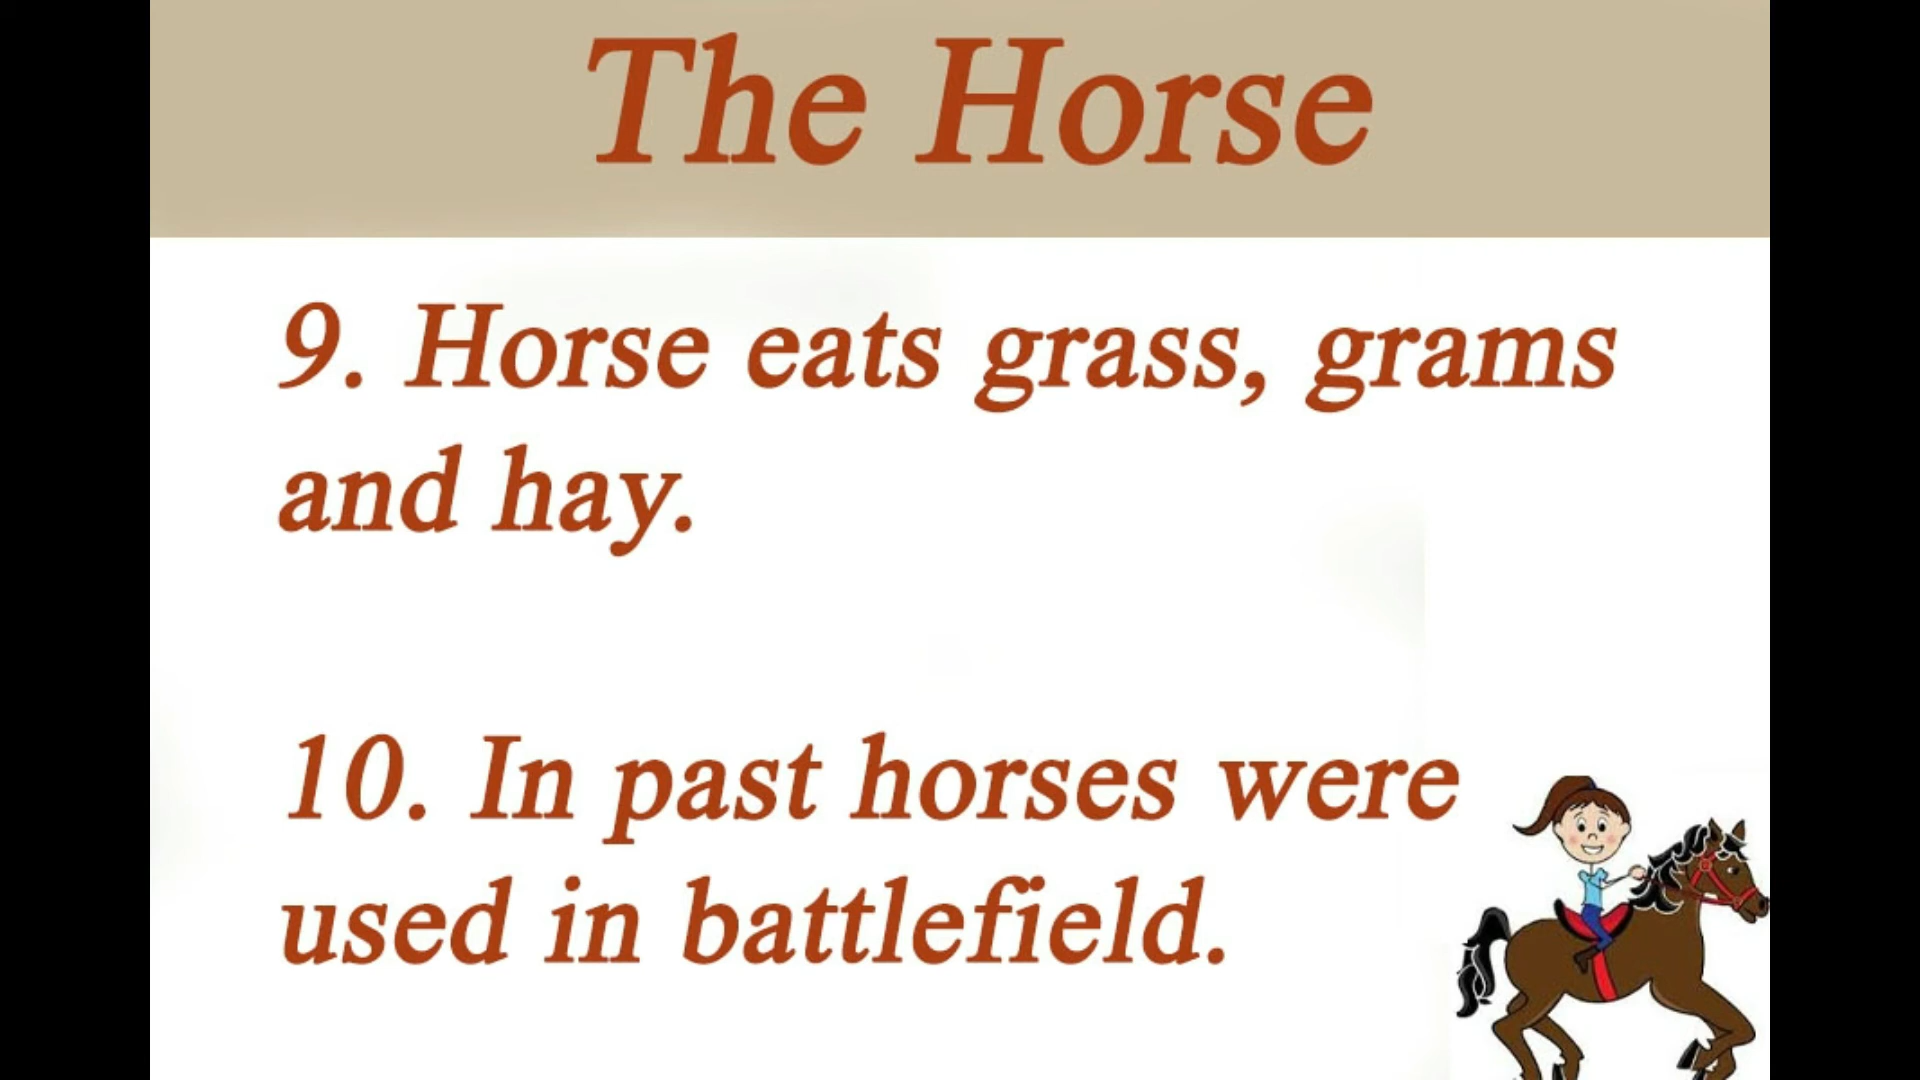 The Horse
9. Horse eats grass, grams
and hay.
10. In past horses were
used in battlefield.